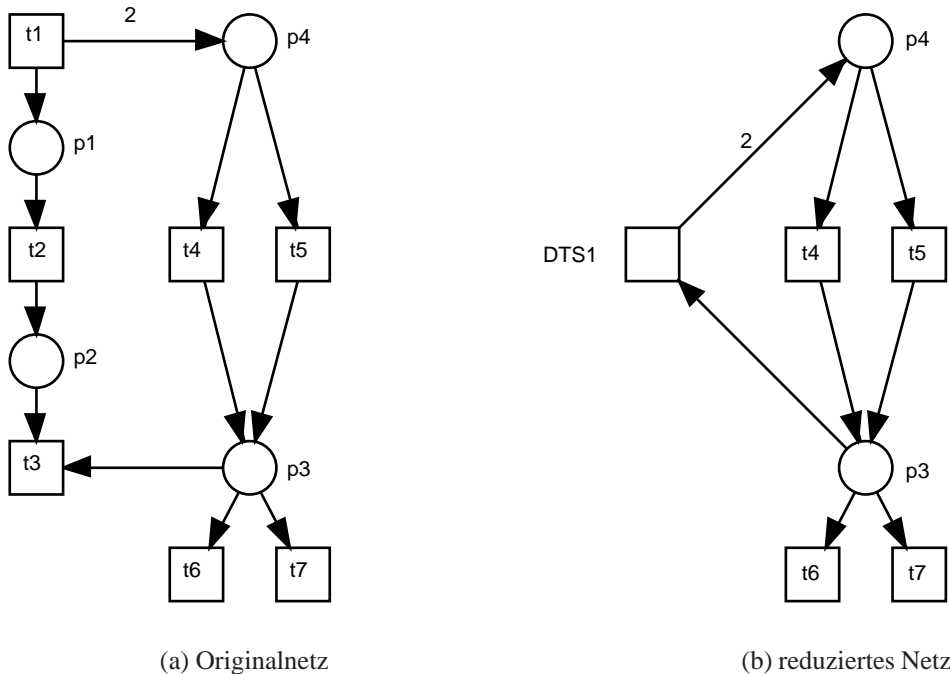 t1
2
p4
p1
t2
t4
t5
p2
t3
p3
t6
t7
(a) Originalnetz
p4
2
DTS1
t4
t5
p3
t6
t7
(b) reduziertes Netz